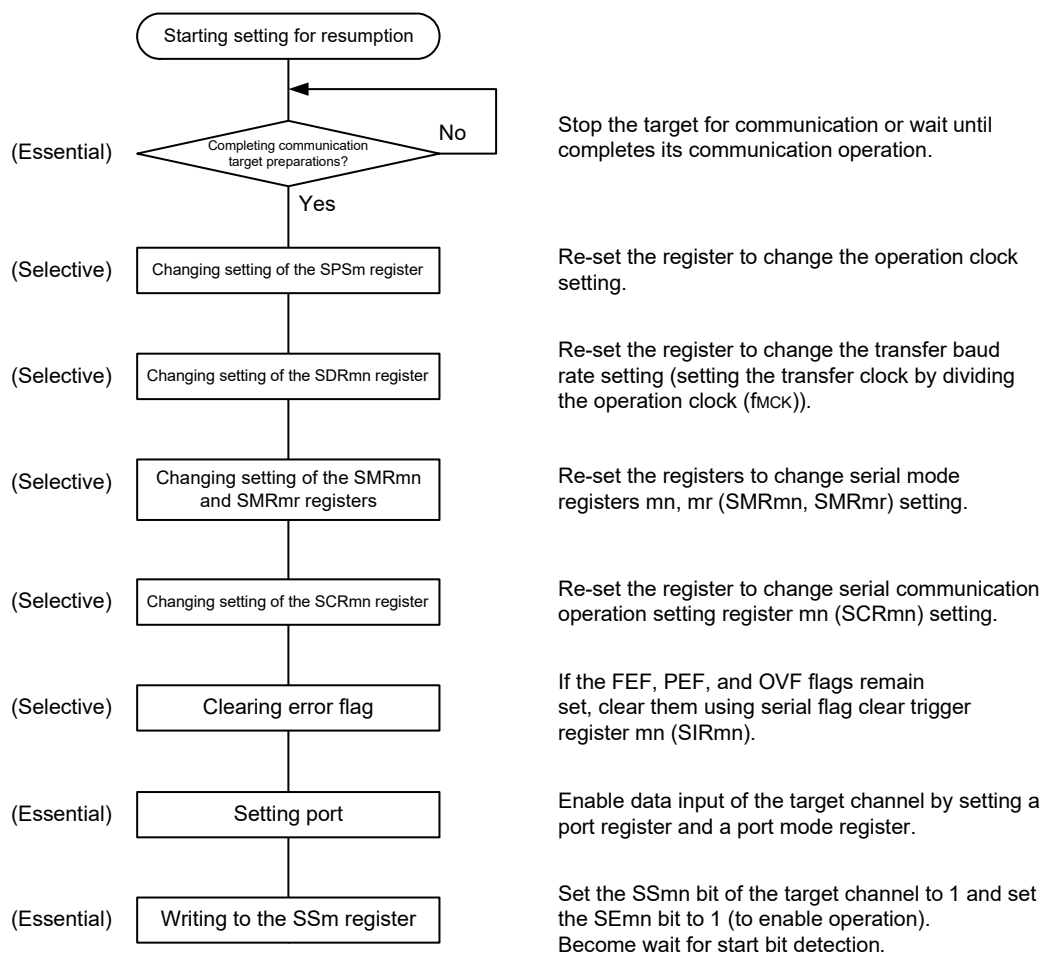 Starting setting for resumption
(Essential)
Completing communication
target preparations?
No
Stop the target for communication or wait until
completes its communication operation.
Yes
(Selective)
Changing setting of the SPSm register
Re-set the register to change the operation clock
setting.
(Selective)
Changing setting of the SDRmn register
Re-set the register to change the transfer baud
rate setting (setting the transfer clock by dividing
the operation clock (fMCK)).
(Selective)
Changing setting of the SMRmn
and SMRmr registers
Re-set the registers to change serial mode
registers mn, mr (SMRmn, SMRmr) setting.
(Selective)
Changing setting of the SCRmn register
Re-set the register to change serial communication
operation setting register mn (SCRmn) setting.
(Selective)
Clearing error flag
If the FEF, PEF, and OVF flags remain
set, clear them using serial flag clear trigger
register mn (SIRmn).
(Essential)
Setting port
Enable data input of the target channel by setting a
port register and a port mode register.
(Essential)
Writing to the SSm register
Set the SSmn bit of the target channel to 1 and set
the SEmn bit to 1 (to enable operation).
Become wait for start bit detection.